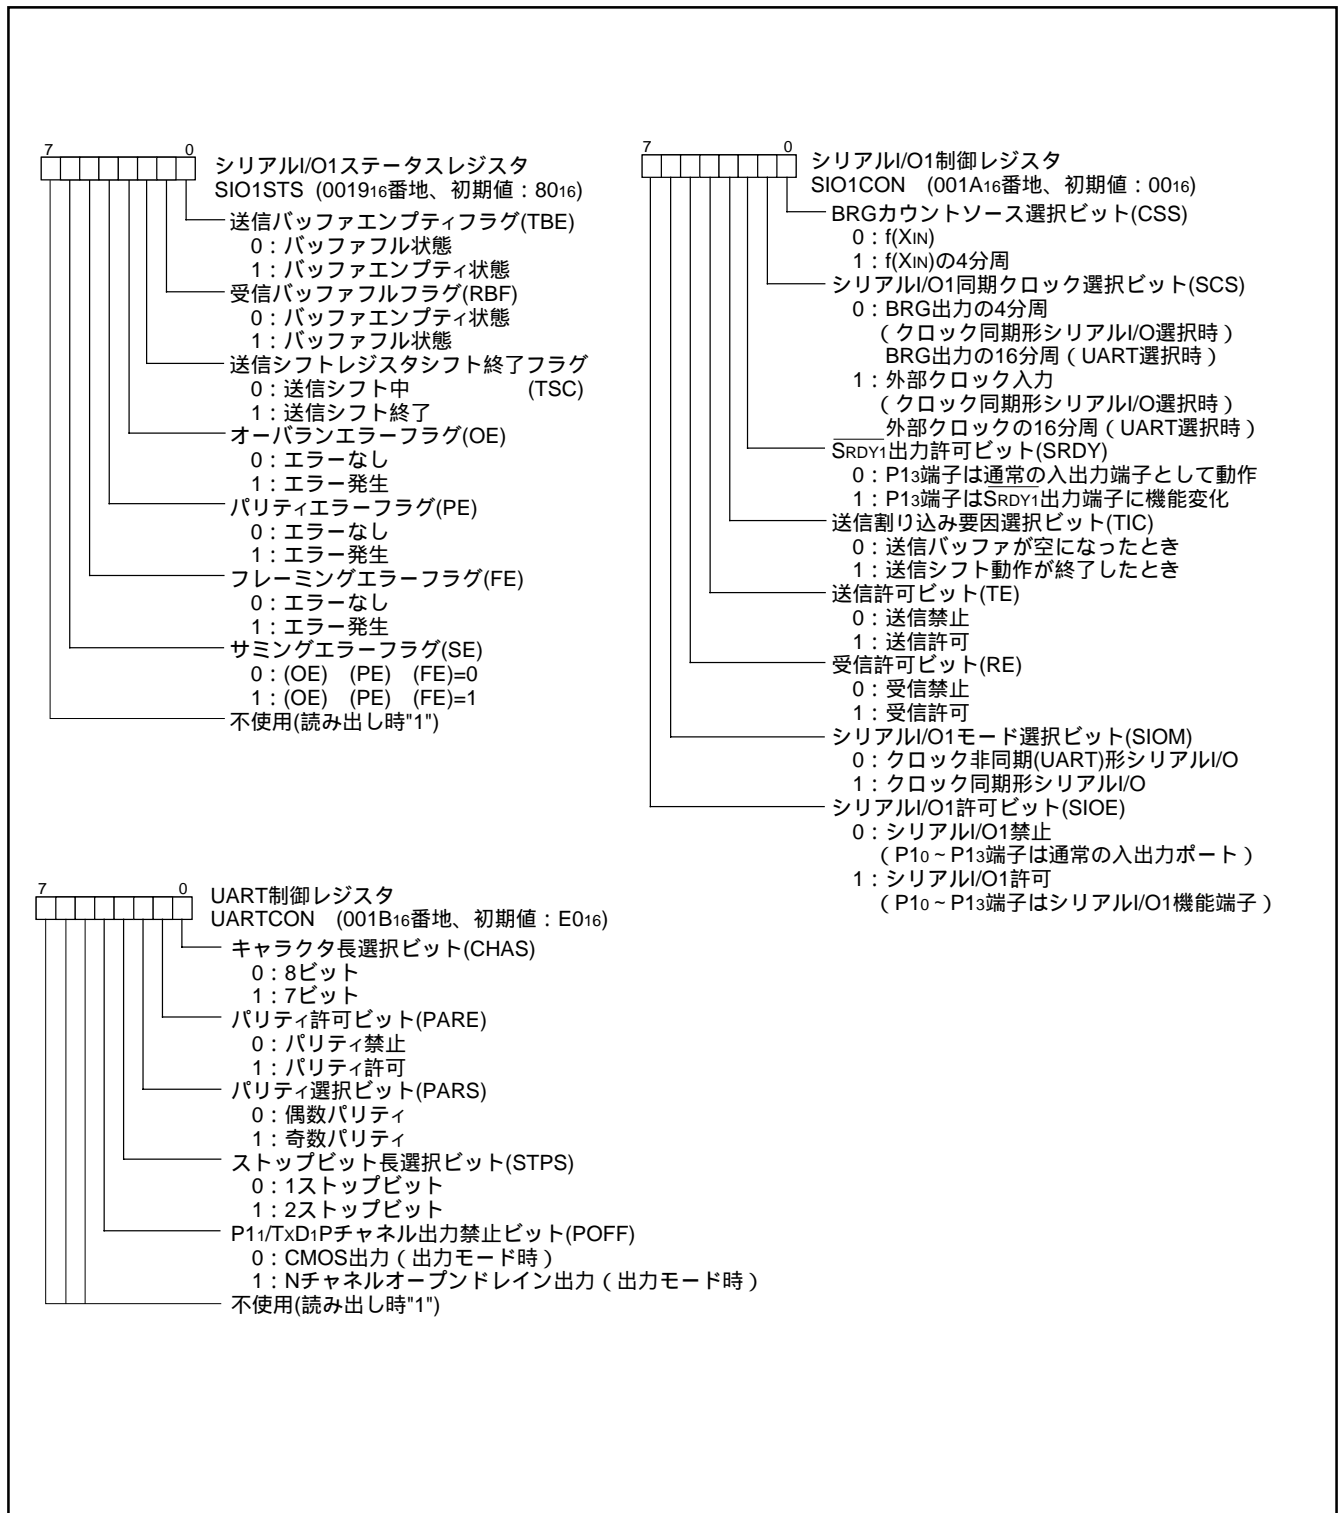 7 0
シリアルI/O1ステータスレジスタ
SIO1STS (001916番地、初期値：8016)
送信バッファエンプティフラグ(TBE)
0：バッファフル状態
1：バッファエンプティ状態
受信バッファフルフラグ(RBF)
0：バッファエンプティ状態
1：バッファフル状態
送信シフトレジスタシフト終了フラグ
0：送信シフト中 (TSC)
1：送信シフト終了
オーバランエラーフラグ(OE)
0：エラーなし
1：エラー発生
パリティエラーフラグ(PE)
0：エラーなし
1：エラー発生
フレーミングエラーフラグ(FE)
0：エラーなし
1：エラー発生
サミングエラーフラグ(SE)
0：(OE) (PE) (FE)=0
1：(OE) (PE) (FE)=1
不使用(読み出し時"1")
7 0
シリアルI/O1制御レジスタ
SIO1CON (001A16番地、初期値：0016)
BRGカウントソース選択ビット(CSS)
0：f(XIN)
1：f(XIN)の4分周
シリアルI/O1同期クロック選択ビット(SCS)
0：BRG出力の4分周
（クロック同期形シリアルI/O選択時）
BRG出力の16分周（UART選択時）
1：外部クロック入力
（クロック同期形シリアルI/O選択時）
外部クロックの16分周（UART選択時）
SRDY1出力許可ビット(SRDY)
0：P13端子は通常の入出力端子として動作
1：P13端子はSRDY1出力端子に機能変化
送信割り込み要因選択ビット(TIC)
0：送信バッファが空になったとき
1：送信シフト動作が終了したとき
送信許可ビット(TE)
0：送信禁止
1：送信許可
受信許可ビット(RE)
0：受信禁止
1：受信許可
シリアルI/O1モード選択ビット(SIOM)
0：クロック非同期(UART)形シリアルI/O
1：クロック同期形シリアルI/O
シリアルI/O1許可ビット(SIOE)
0：シリアルI/O1禁止
（P10～P13端子は通常の入出力ポート）
1：シリアルI/O1許可
（P10～P13端子はシリアルI/O1機能端子）
7 0
UART制御レジスタ
UARTCON (001B16番地、初期値：E016)
キャラクタ長選択ビット(CHAS)
0：8ビット
1：7ビット
パリティ許可ビット(PARE)
0：パリティ禁止
1：パリティ許可
パリティ選択ビット(PARS)
0：偶数パリティ
1：奇数パリティ
ストップビット長選択ビット(STPS)
0：1ストップビット
1：2ストップビット
P11/TXD1Pチャネル出力禁止ビット(POFF)
0：CMOS出力（出力モード時）
1：Nチャネルオープンドレイン出力（出力モード時）
不使用(読み出し時"1")